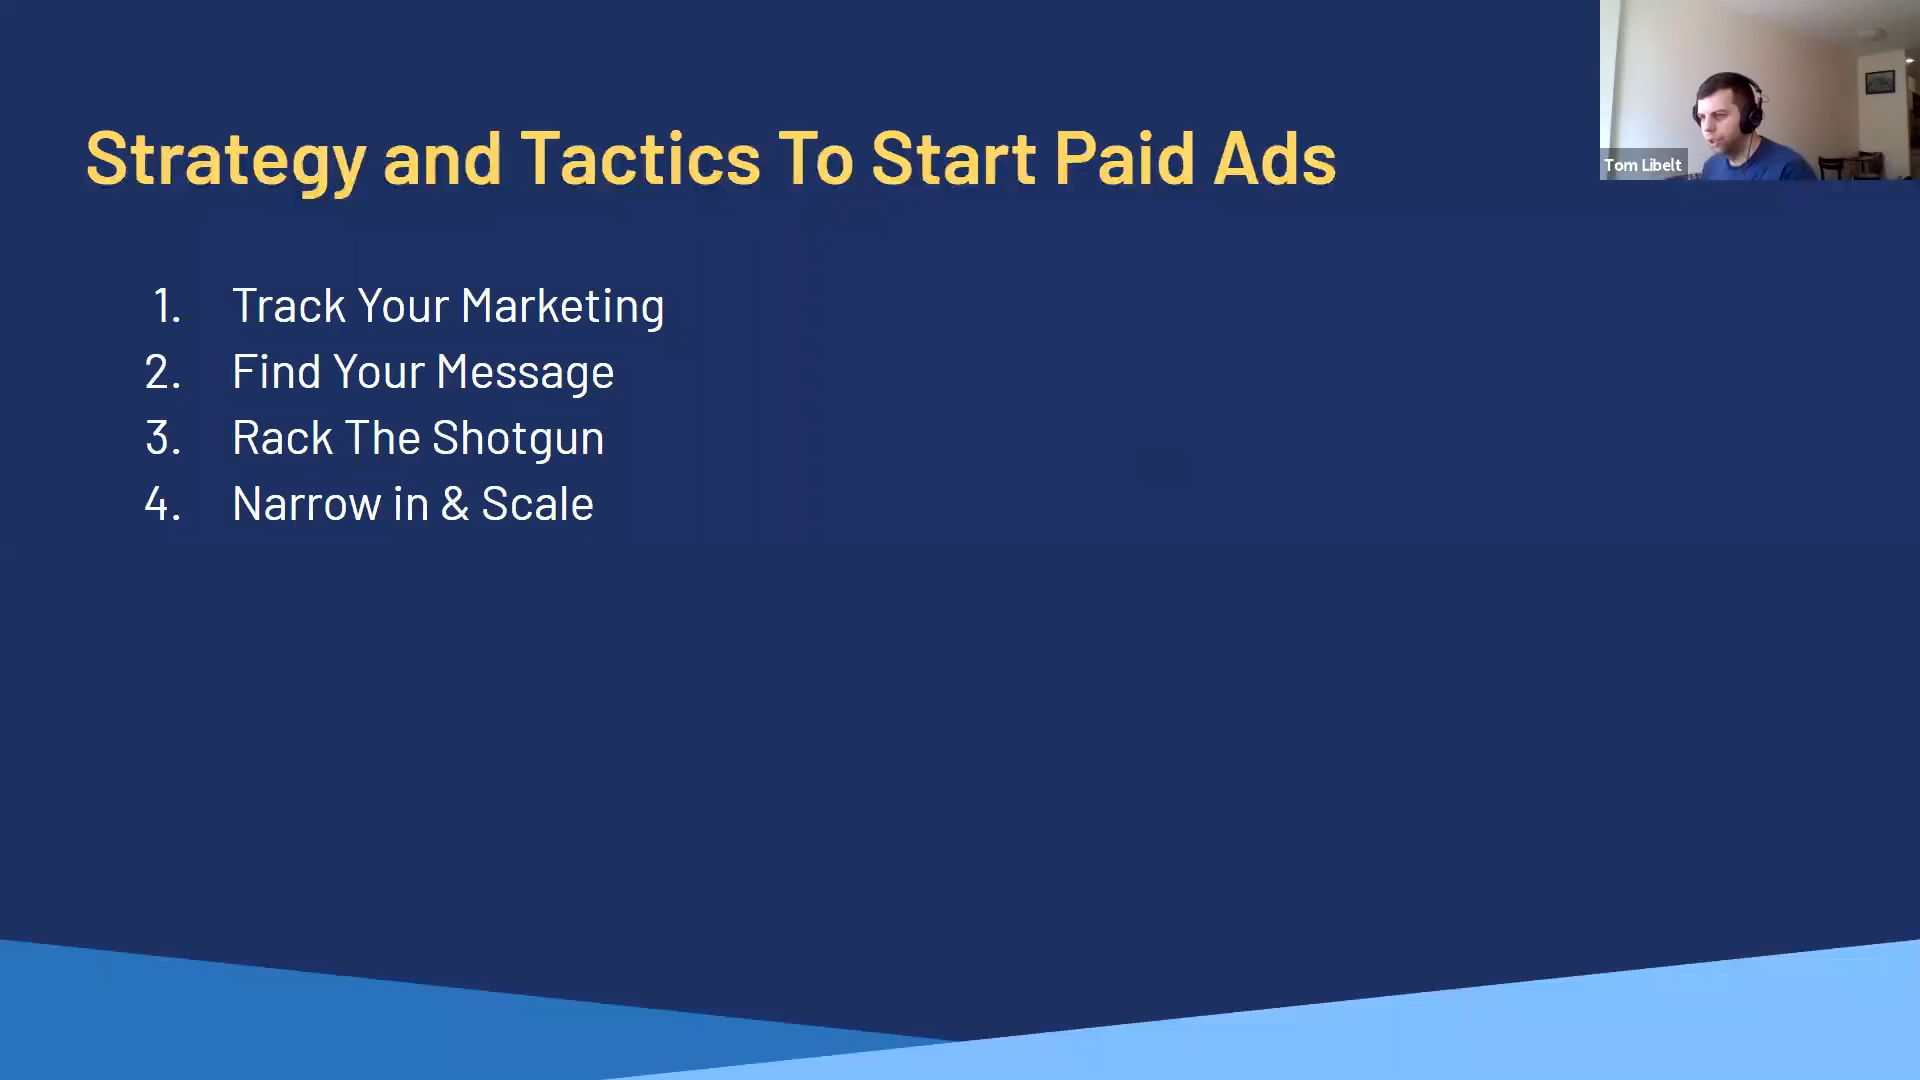 Strategy and Tactics To Start Paid Ads
Tom Libelt
1. Track Your Marketing
2. Find Your Message
3. Rack The Shotgun
4. Narrow in & Scale